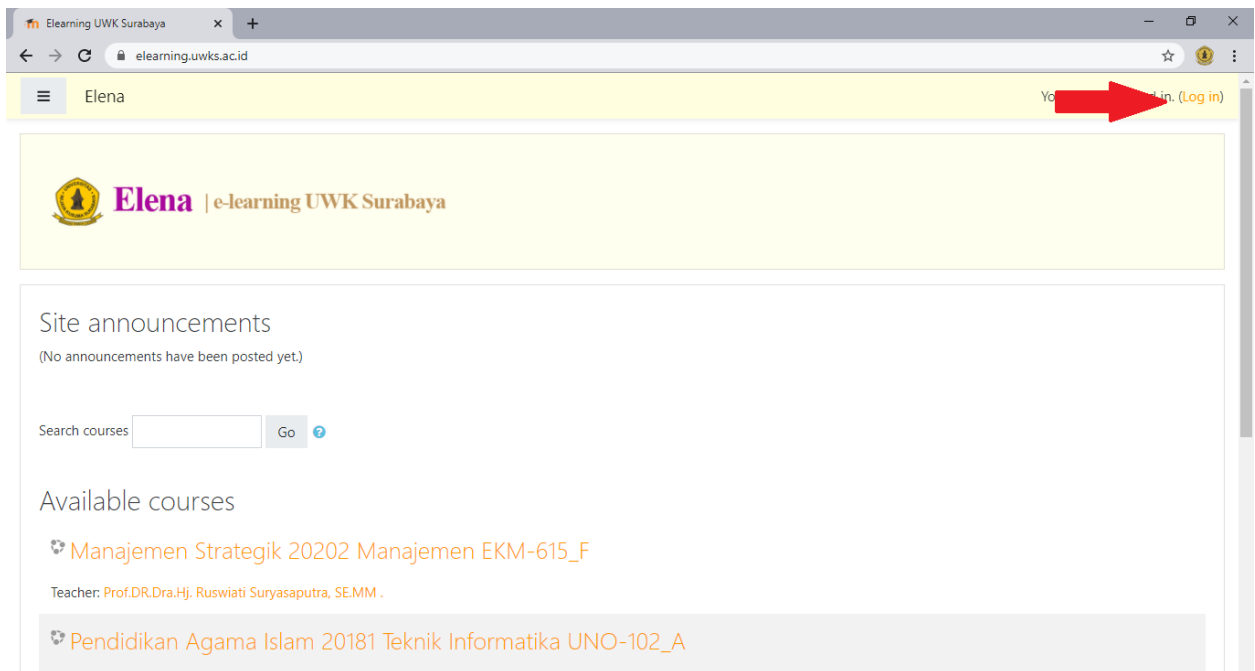 Elearning UWK Surabaya
elearning.uwks.ac.id
Elena
in. (Log in)
Elena | e-learning UWK Surabaya
Site announcements
(No announcements have been posted yet.)
Search courses Go
Available courses
Manajemen Strategik 20202 Manajemen EKM-615_F
Teacher: Prof.DR.Dra.Hj. Ruswiati Suryasaputra, SE.MM .
Pendidikan Agama Islam 20181 Teknik Informatika UNO-102_A